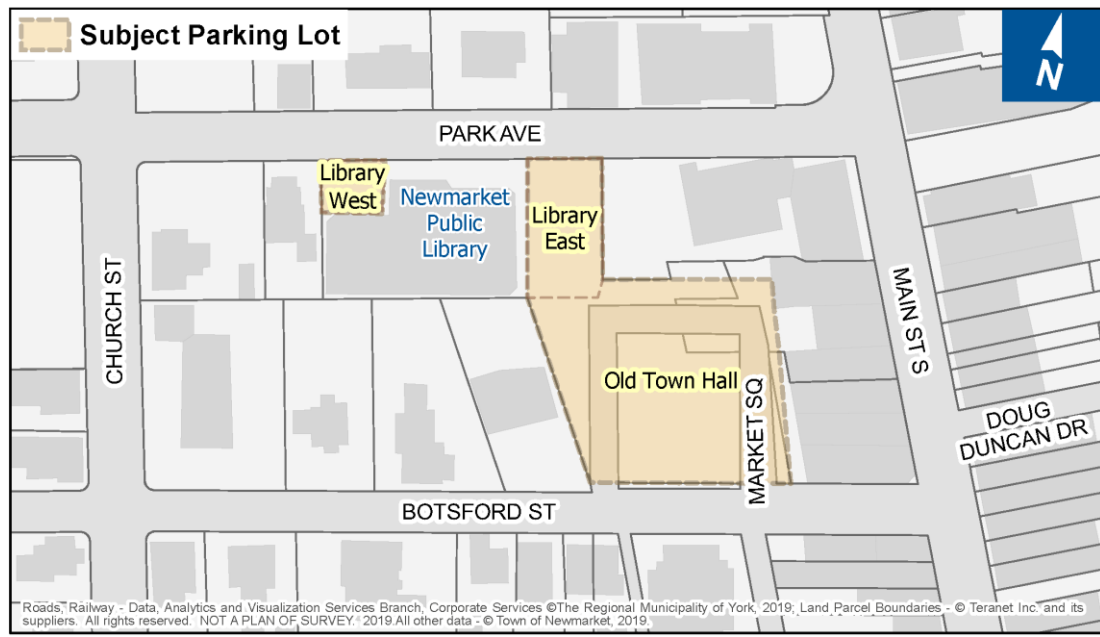 Subject Parking Lot
N
PARK AVE
Library
West
Newmarket
Public
Library
Library
East
CHURCH ST
MAIN ST S
Old Town Hall
MARKET SQ
DOUG
DUNCAN DR
BOTSFORD ST
Roads, Railway - Data, Analytics and Visualization Services Branch, Corporate Services ©The Regional Municipality of York, 2019; Land Parcel Boundaries - © Teranet Inc. and its
suppliers. All rights reserved. NOT A PLAN OF SURVEY. 2019.All other data - © Town of Newmarket, 2019.